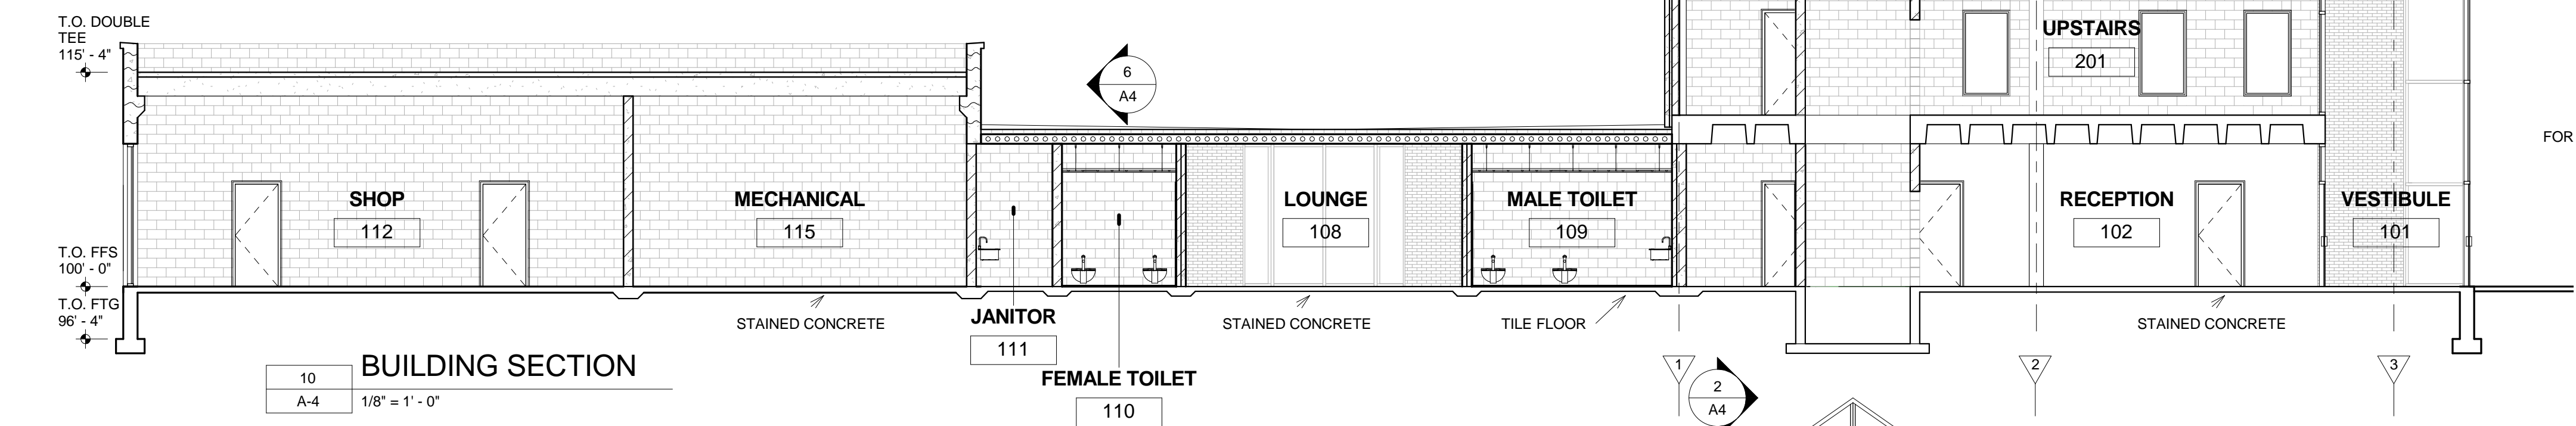 T.O. DOUBLE
TEE
115' - 4"
6
A4
UPSTAIRS
201
FOR
SHOP
112
MECHANICAL
115
LOUNGE
108
MALE TOILET
109
RECEPTION
102
VESTIBULE
101
T.O. FFS
100' - 0"
T.O. FTG
96' - 4"
STAINED CONCRETE
JANITOR
111
STAINED CONCRETE
TILE FLOOR
STAINED CONCRETE
FEMALE TOILET
110
10
A-4
BUILDING SECTION
1/8" = 1' - 0"
1
2
A4
2
3